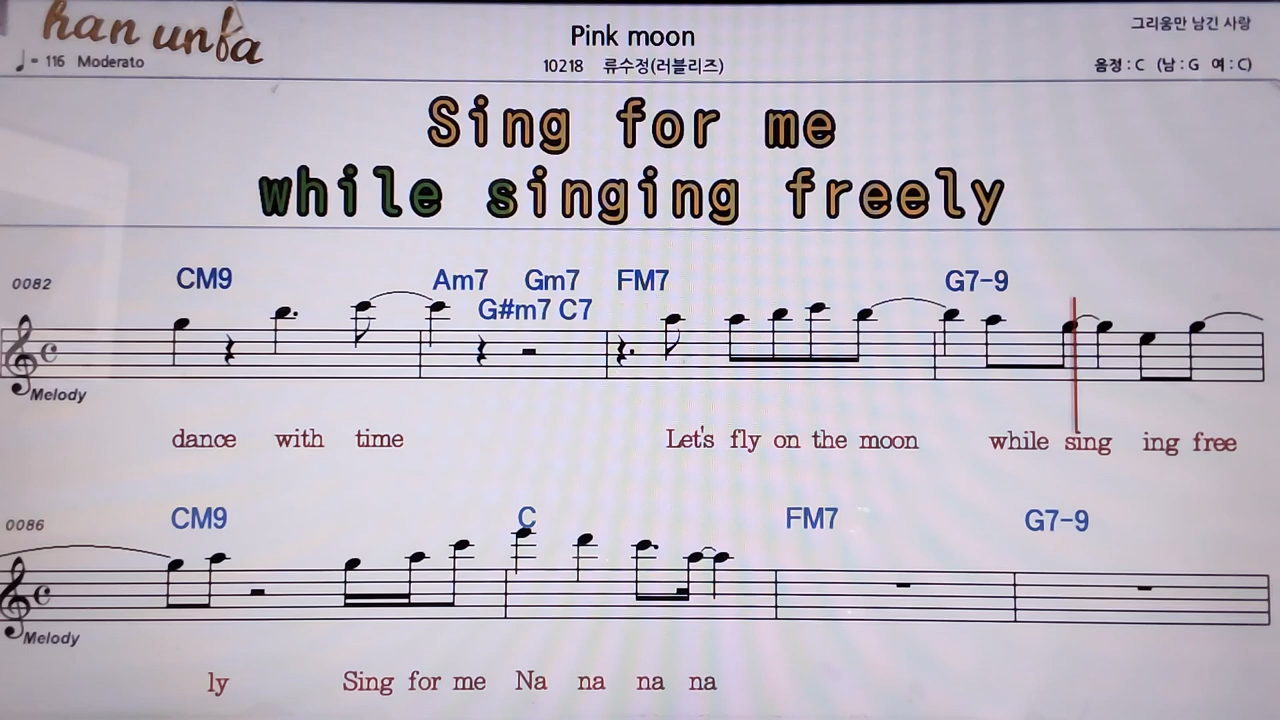 han unfa
Pink moon
그리움만 남긴 사랑
♩= 116 Moderato
10218 류수정(러블리즈)
음정 : C (남 : G 여 : C)
Sing for me
while singing freely
0082
CM9 Am7 Gm7 FM7 G7-9
G#m7 C7
Melody
dance with time Let's fly on the moon while sing ing free
0086
CM9 C FM7 G7-9
Melody
ly Sing for me Na na na na